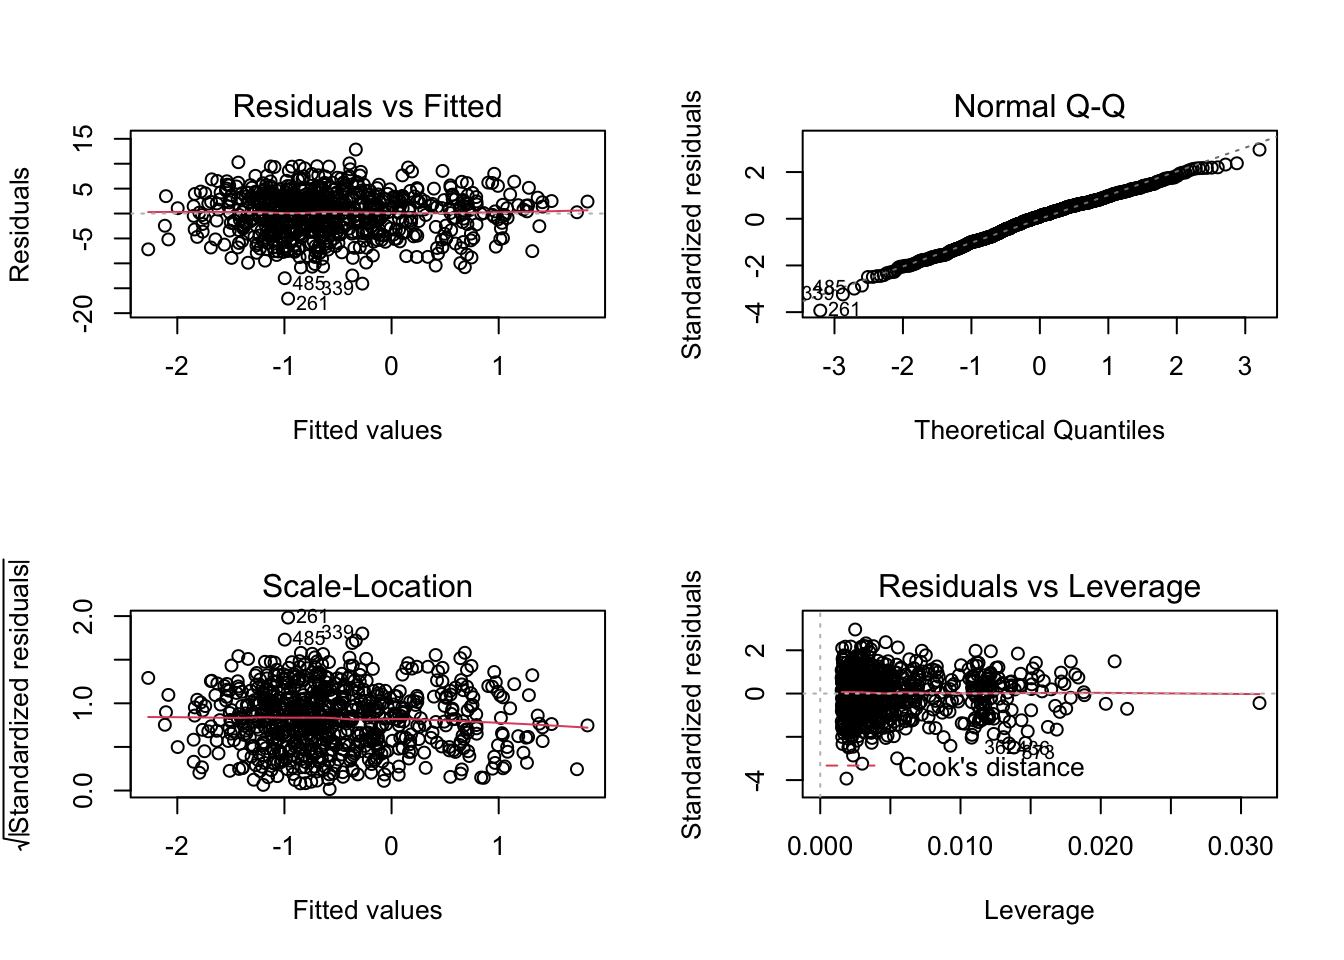 Residuals vs Fitted
Residuals
15
5
-5
-20
485
339
261
-2 -1 0 1
Fitted values
Normal Q-Q
Standardized residuals
2
0
-2
-4
485
339
261
-3 -2 -1 0 1 2 3
Theoretical Quantiles
Scale-Location
√|Standardized residuals|
2.0
1.0
0.0
261
485
339
-2 -1 0 1
Fitted values
Residuals vs Leverage
Standardized residuals
2
0
-2
-4
Cook's distance
0.000 0.010 0.020 0.030
Leverage